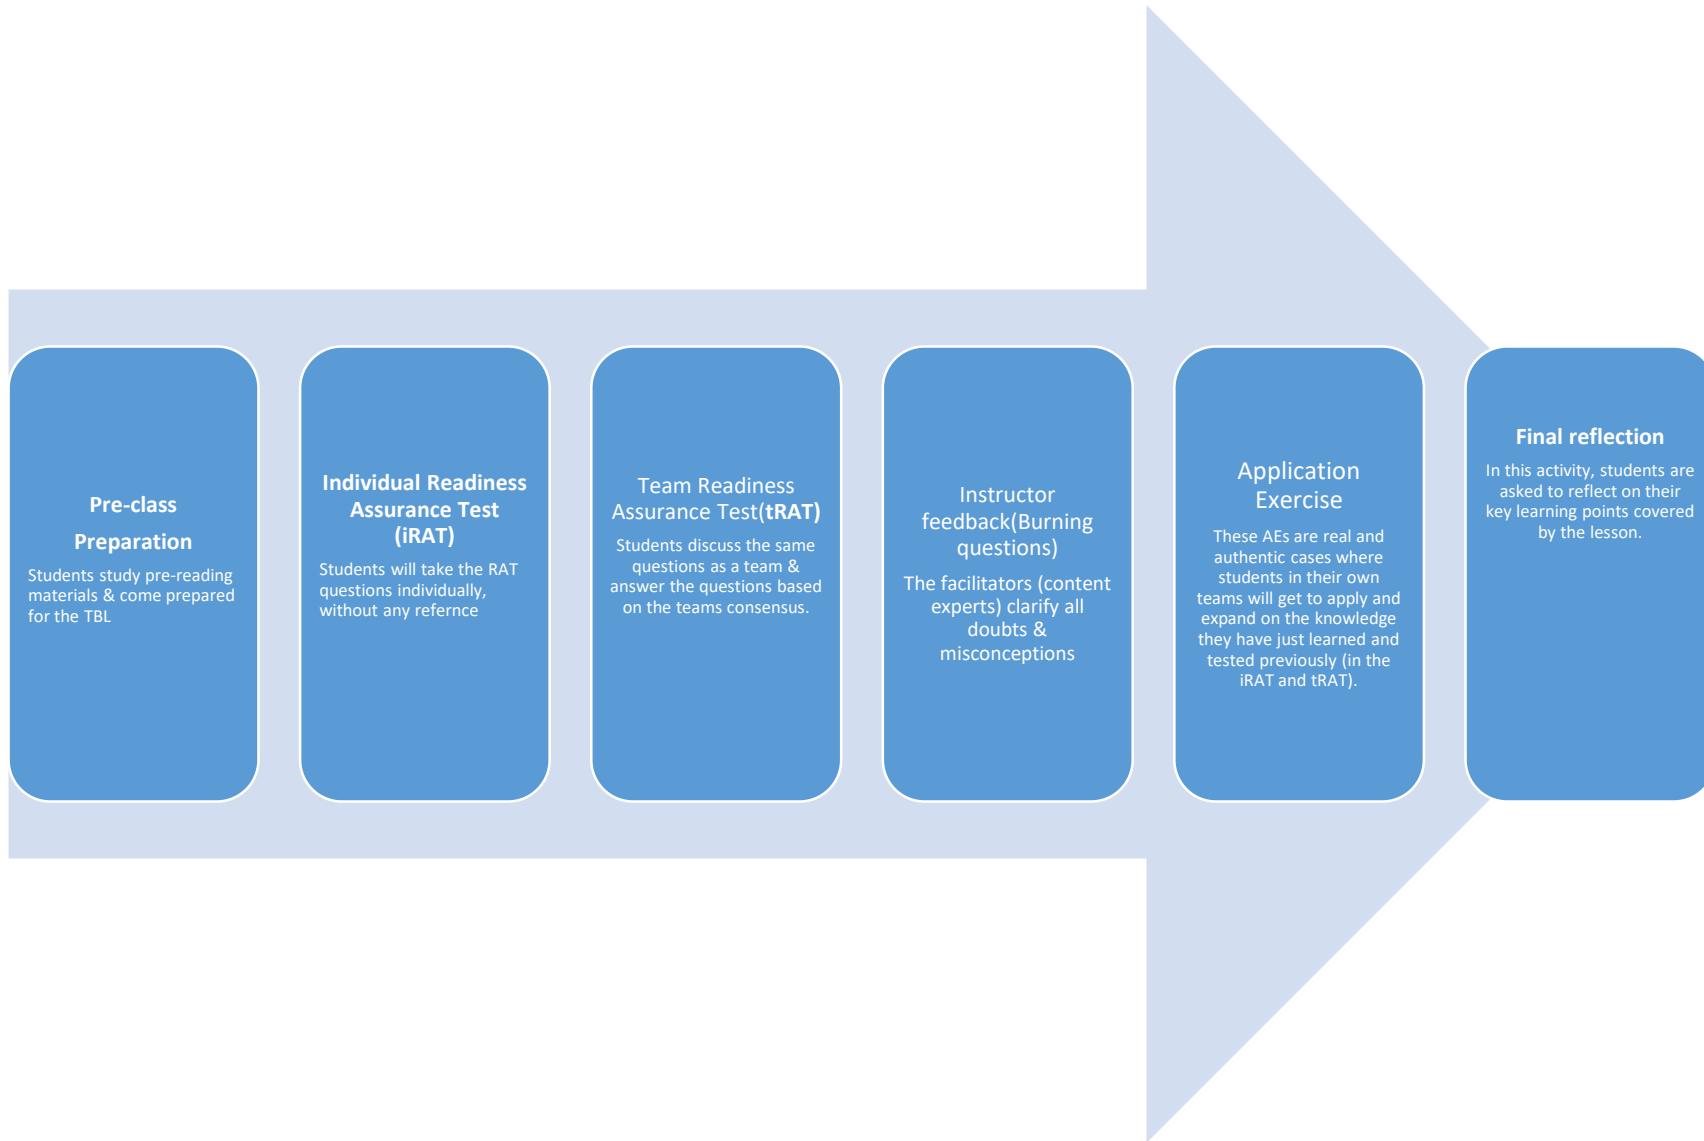 Pre-class
Preparation
Students study pre-reading
materials & come prepared
for the TBL
Individual Readiness
Assurance Test
(iRAT)
Students will take the RAT
questions individually,
without any refernce
Team Readiness
Assurance Test(tRAT)
Students discuss the same
questions as a team &
answer the questions based
on the teams consensus.
Instructor
feedback(Burning
questions)
The facilitators (content
experts) clarify all
doubts &
misconceptions
Application
Exercise
These AEs are real and
authentic cases where
students in their own
teams will get to apply and
expand on the knowledge
they have just learned and
tested previously (in the
iRAT and tRAT).
Final reflection
In this activity, students are
asked to reflect on their
key learning points covered
by the lesson.